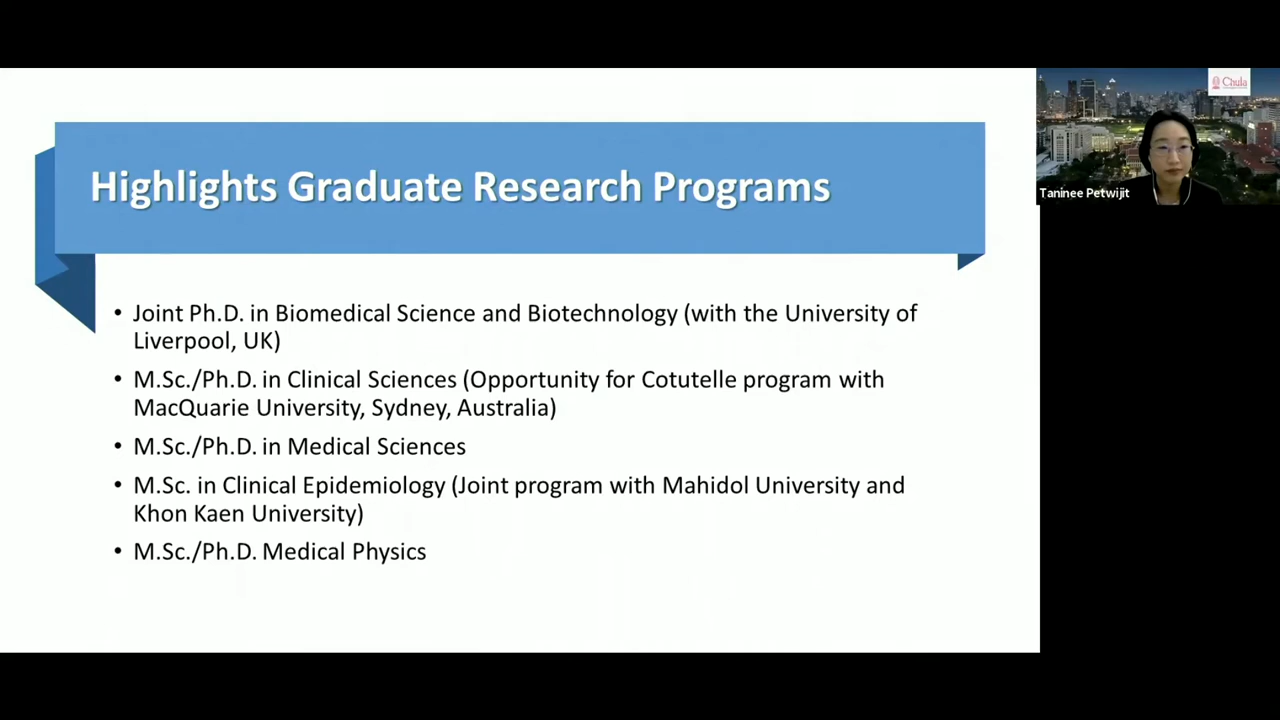 Highlights Graduate Research Programs
• Joint Ph.D. in Biomedical Science and Biotechnology (with the University of
Liverpool, UK)
• M.Sc./Ph.D. in Clinical Sciences (Opportunity for Cotutelle program with
MacQuarie University, Sydney, Australia)
• M.Sc./Ph.D. in Medical Sciences
• M.Sc. in Clinical Epidemiology (Joint program with Mahidol University and
Khon Kaen University)
• M.Sc./Ph.D. Medical Physics
Chula
Taninee Petwijit